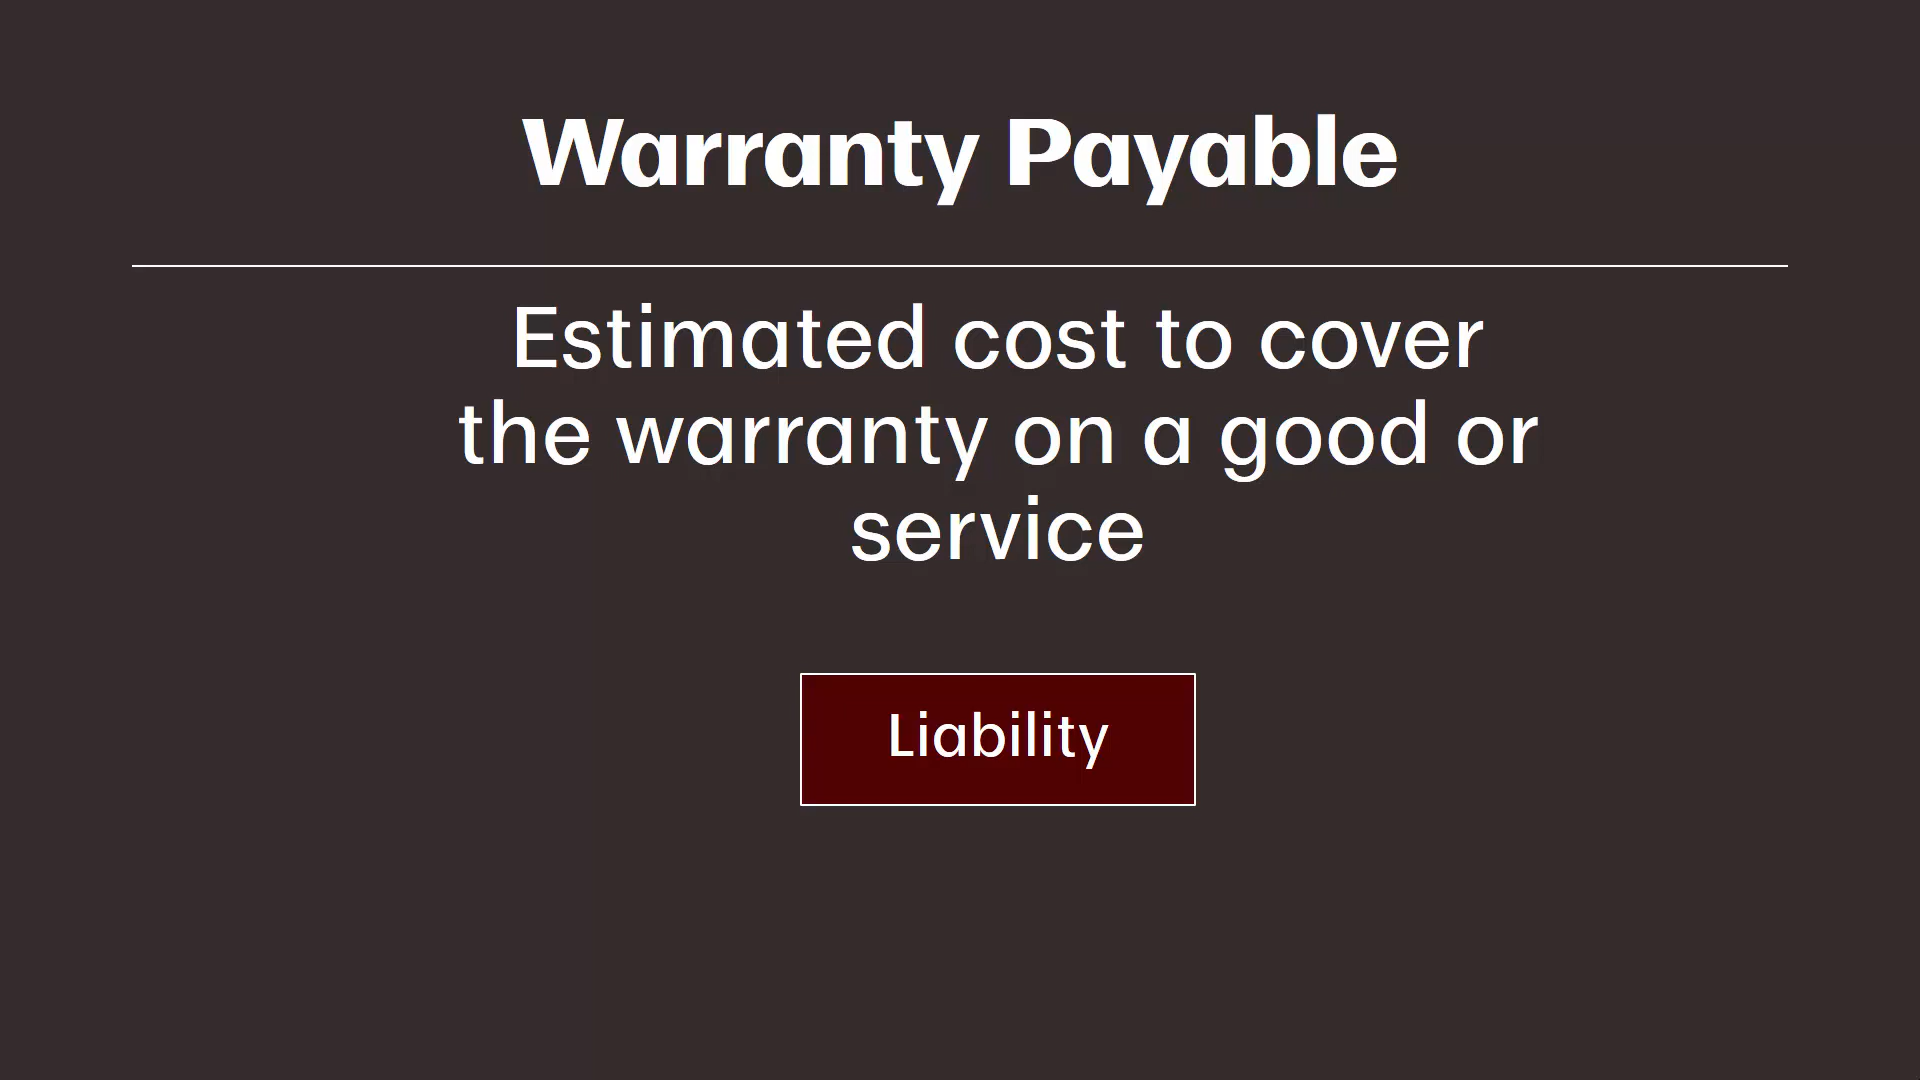 Warranty Payable
Estimated cost to cover
the warranty on a good or
service
Liability